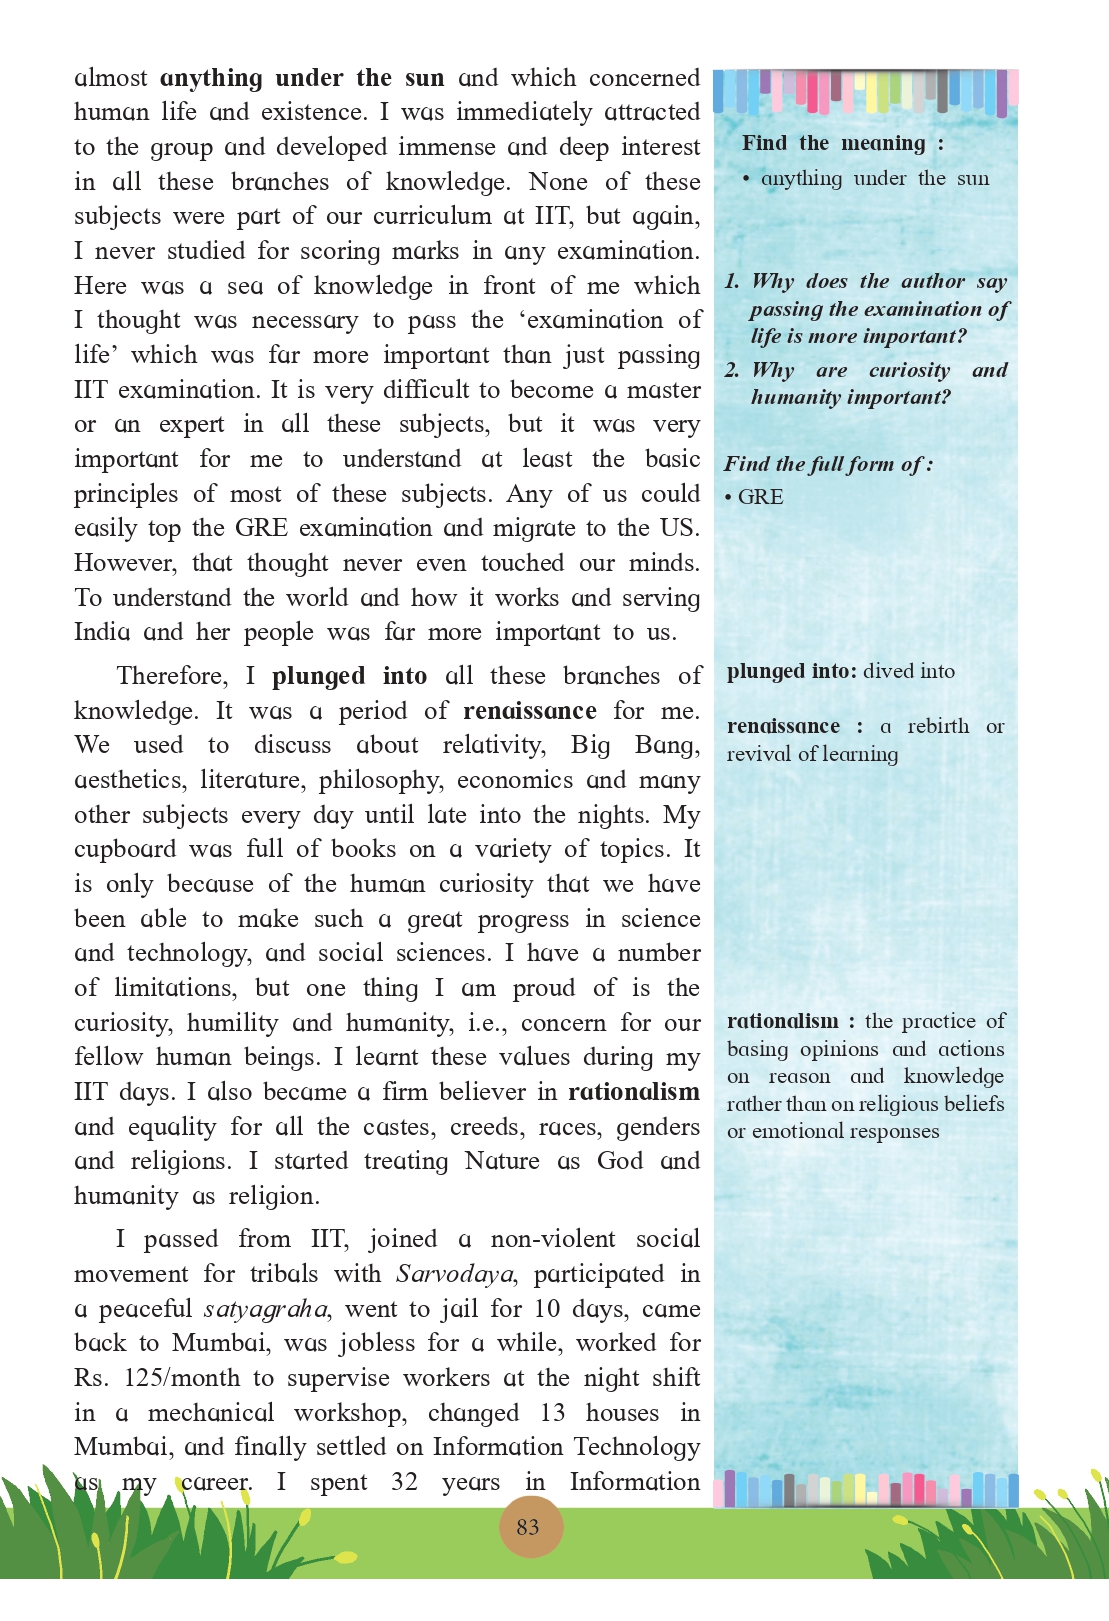 almost anything under the sun and which concerned
human life and existence. I was immediately attracted
to the group and developed immense and deep interest
in all these branches of knowledge. None of these
subjects were part of our curriculum at IIT, but again,
I never studied for scoring marks in any examination.
Here was a sea of knowledge in front of me which
I thought was necessary to pass the ‘examination of
life’ which was far more important than just passing
IIT examination. It is very difficult to become a master
or an expert in all these subjects, but it was very
important for me to understand at least the basic
principles of most of these subjects. Any of us could
easily top the GRE examination and migrate to the US.
However, that thought never even touched our minds.
To understand the world and how it works and serving
India and her people was far more important to us.
Therefore, I plunged into all these branches of
knowledge. It was a period of renaissance for me.
We used to discuss about relativity, Big Bang,
aesthetics, literature, philosophy, economics and many
other subjects every day until late into the nights. My
cupboard was full of books on a variety of topics. It
is only because of the human curiosity that we have
been able to make such a great progress in science
and technology, and social sciences. I have a number
of limitations, but one thing I am proud of is the
curiosity, humility and humanity, i.e., concern for our
fellow human beings. I learnt these values during my
IIT days. I also became a firm believer in rationalism
and equality for all the castes, creeds, races, genders
and religions. I started treating Nature as God and
humanity as religion.
I passed from IIT, joined a non-violent social
movement for tribals with Sarvodaya, participated in
a peaceful satyagraha, went to jail for 10 days, came
back to Mumbai, was jobless for a while, worked for
Rs. 125/month to supervise workers at the night shift
in a mechanical workshop, changed 13 houses in
Mumbai, and finally settled on Information Technology
as my career. I spent 32 years in Information
Find the meaning :
• anything under the sun
1. Why does the author say
passing the examination of
life is more important?
2. Why are curiosity and
humanity important?
Find the full form of :
• GRE
plunged into: dived into
renaissance : a rebirth or
revival of learning
rationalism : the practice of
basing opinions and actions
on reason and knowledge
rather than on religious beliefs
or emotional responses
83